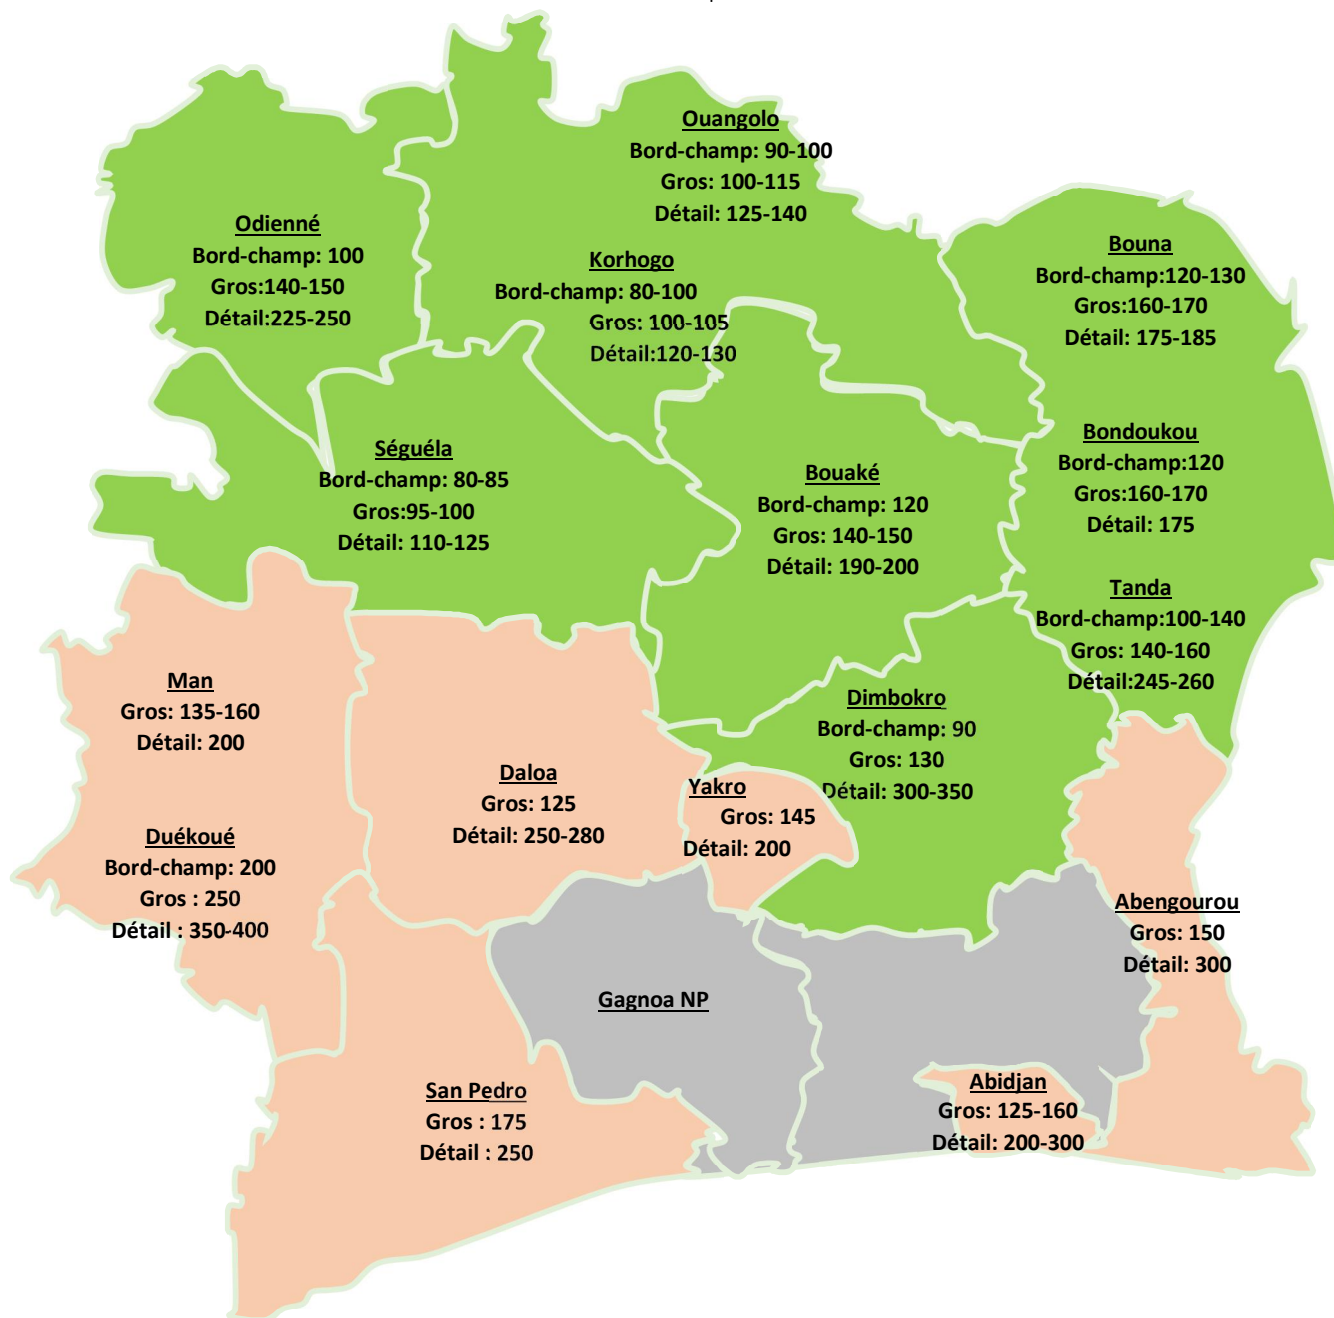 Ouangolo
Bord-champ: 90-100
Gros: 100-115
Détail: 125-140
Odienné
Bord-champ: 100
Gros:140-150
Détail:225-250
Korhogo
Bord-champ: 80-100
Gros: 100-105
Détail:120-130
Bouna
Bord-champ:120-130
Gros:160-170
Détail: 175-185
Séguéla
Bord-champ: 80-85
Gros:95-100
Détail: 110-125
Bouaké
Bord-champ: 120
Gros: 140-150
Détail: 190-200
Bondoukou
Bord-champ:120
Gros:160-170
Détail: 175
Tanda
Bord-champ:100-140
Gros: 140-160
Détail:245-260
Man
Gros: 135-160
Détail: 200
Dimbokro
Bord-champ: 90
Gros: 130
Détail: 300-350
Daloa
Gros: 125
Détail: 250-280
Yakro
Gros: 145
Détail: 200
Duékoué
Bord-champ: 200
Gros : 250
Détail : 350-400
Abengourou
Gros: 150
Détail: 300
Gagnoa NP
San Pedro
Gros : 175
Détail : 250
Abidjan
Gros: 125-160
Détail: 200-300